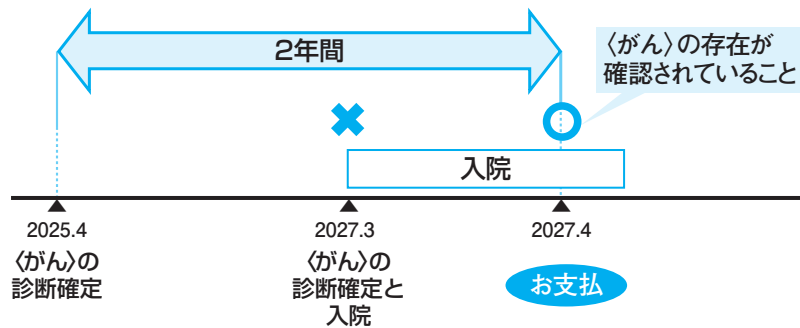 2年間
〈がん〉の存在が
確認されていること
入院
2025.4
〈がん〉の
診断確定
2027.3
〈がん〉の
診断確定と
入院
2027.4
お支払